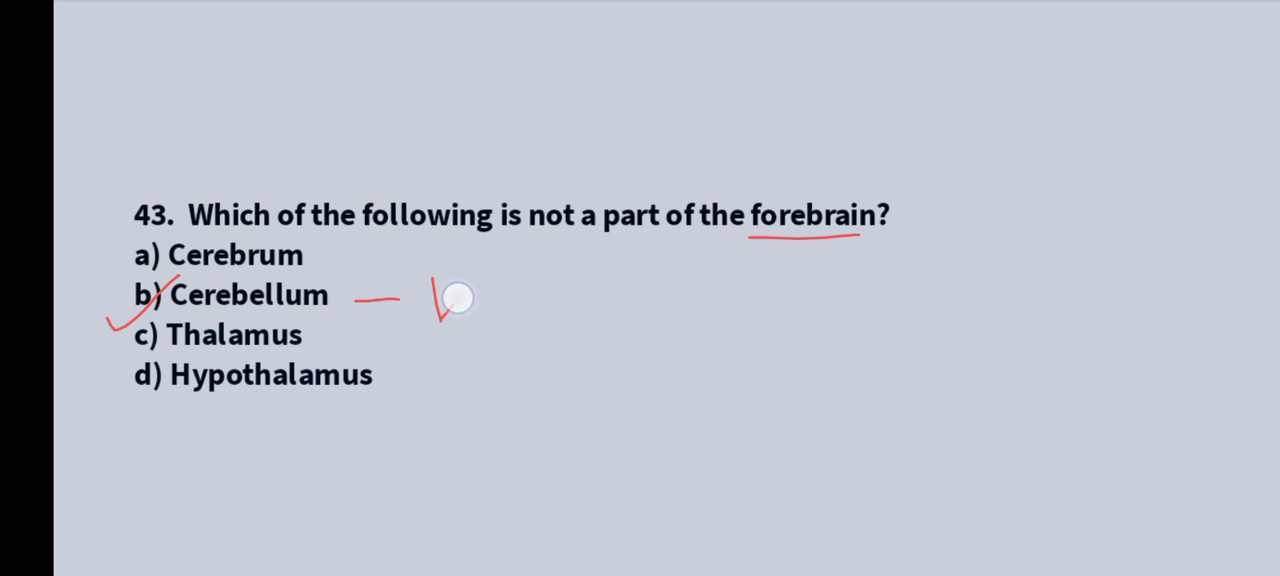 43. Which of the following is not a part of the forebrain?
a) Cerebrum
b) Cerebellum —
c) Thalamus
d) Hypothalamus